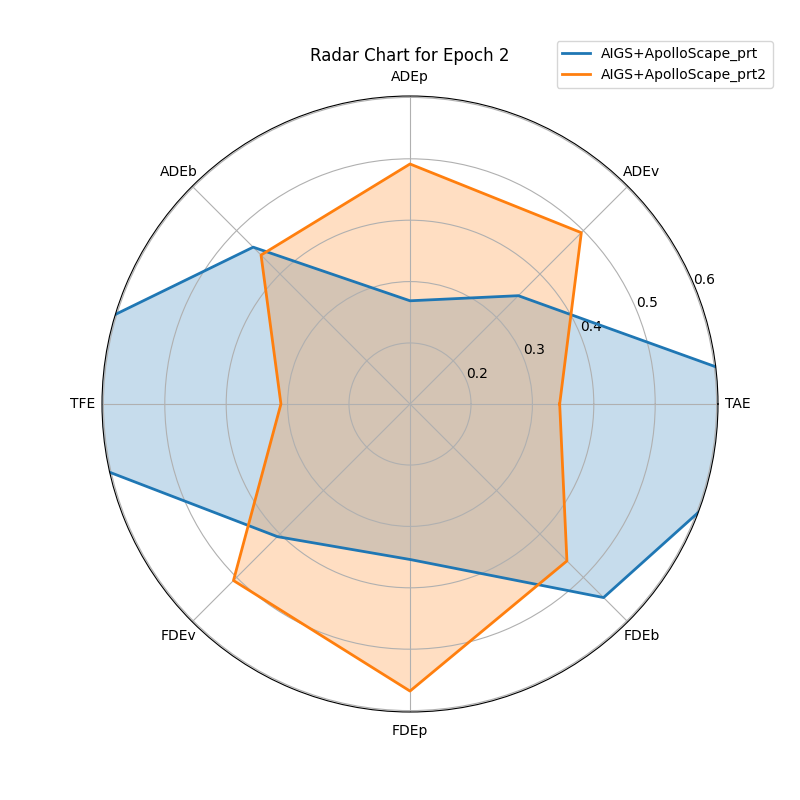 Radar Chart for Epoch 2
AIGS+ApolloScape_prt
AIGS+ApolloScape_prt2
ADEp
ADEb
ADEv
0.6
0.5
0.4
0.3
0.2
TFE
TAE
FDEv
FDEb
FDEp